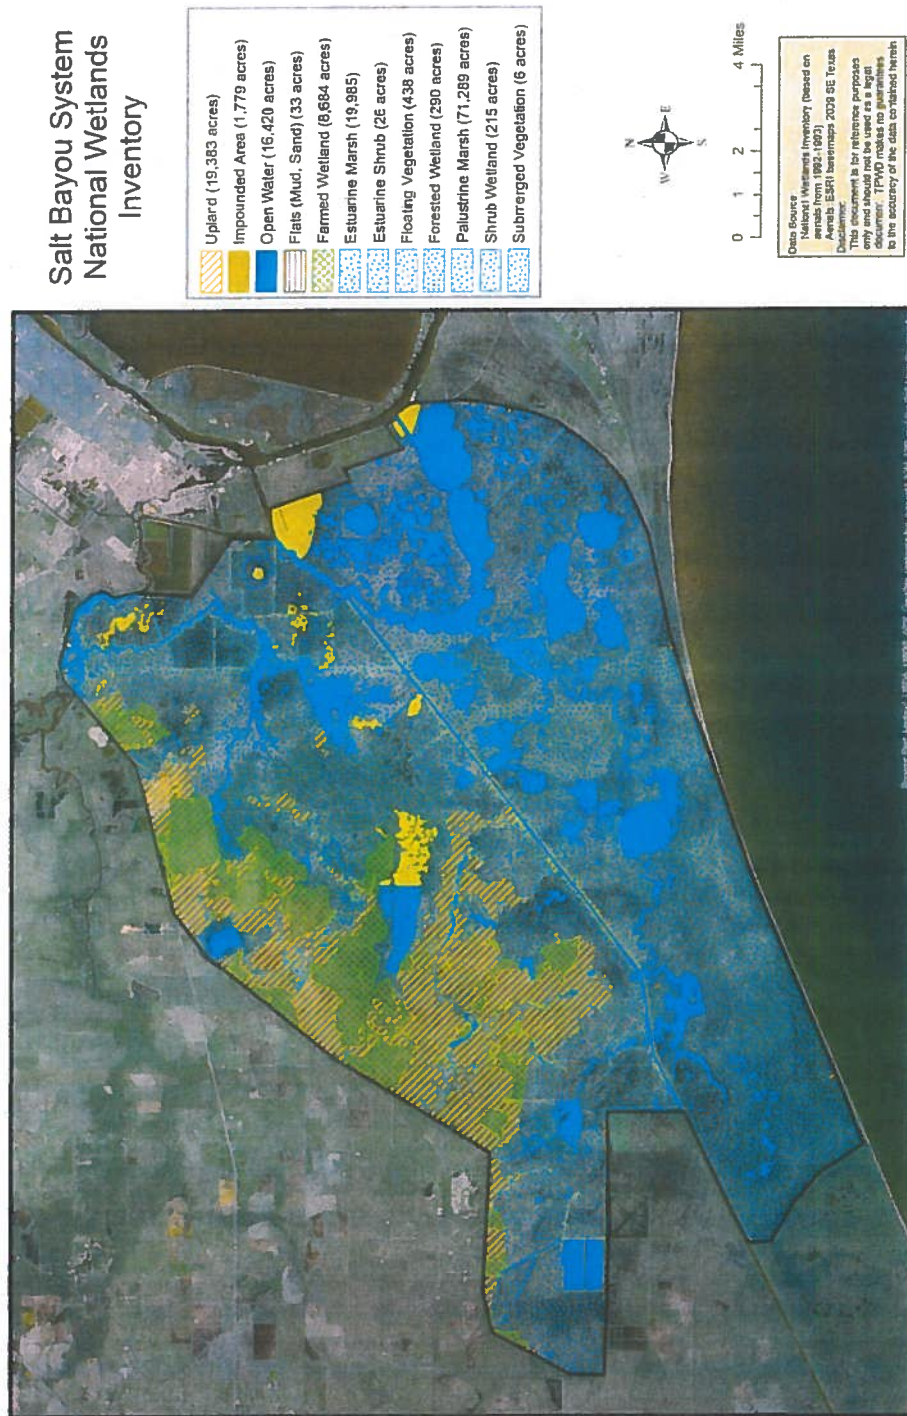 Salt Bayou System
National Wetlands
Inventory
Upland (19,383 acres)
Impounded Area (1,779 acres)
Open Water (16,420 acres)
Flats (Mud, Sand) (33 acres)
Farmed Wetland (8,684 acres)
Estuarine Marsh (19,985)
Estuarine Shrub (26 acres)
Floating Vegetation (438 acres)
Forested Wetland (290 acres)
Palustrine Marsh (71,289 acres)
Shrub Wetland (215 acres)
Submerged Vegetation (6 acres)
N
W E
S
0 1 2 4 Miles
Data Source
National Wetlands Inventory (based on
aerials from 1992-1993)
Aerials: ESRI basemaps 2009 SE Texas
Disclaimer:
This document is for reference purposes
only and should not be used as a legal
document. TPWD makes no guarantees
to the accuracy of the data contained herein